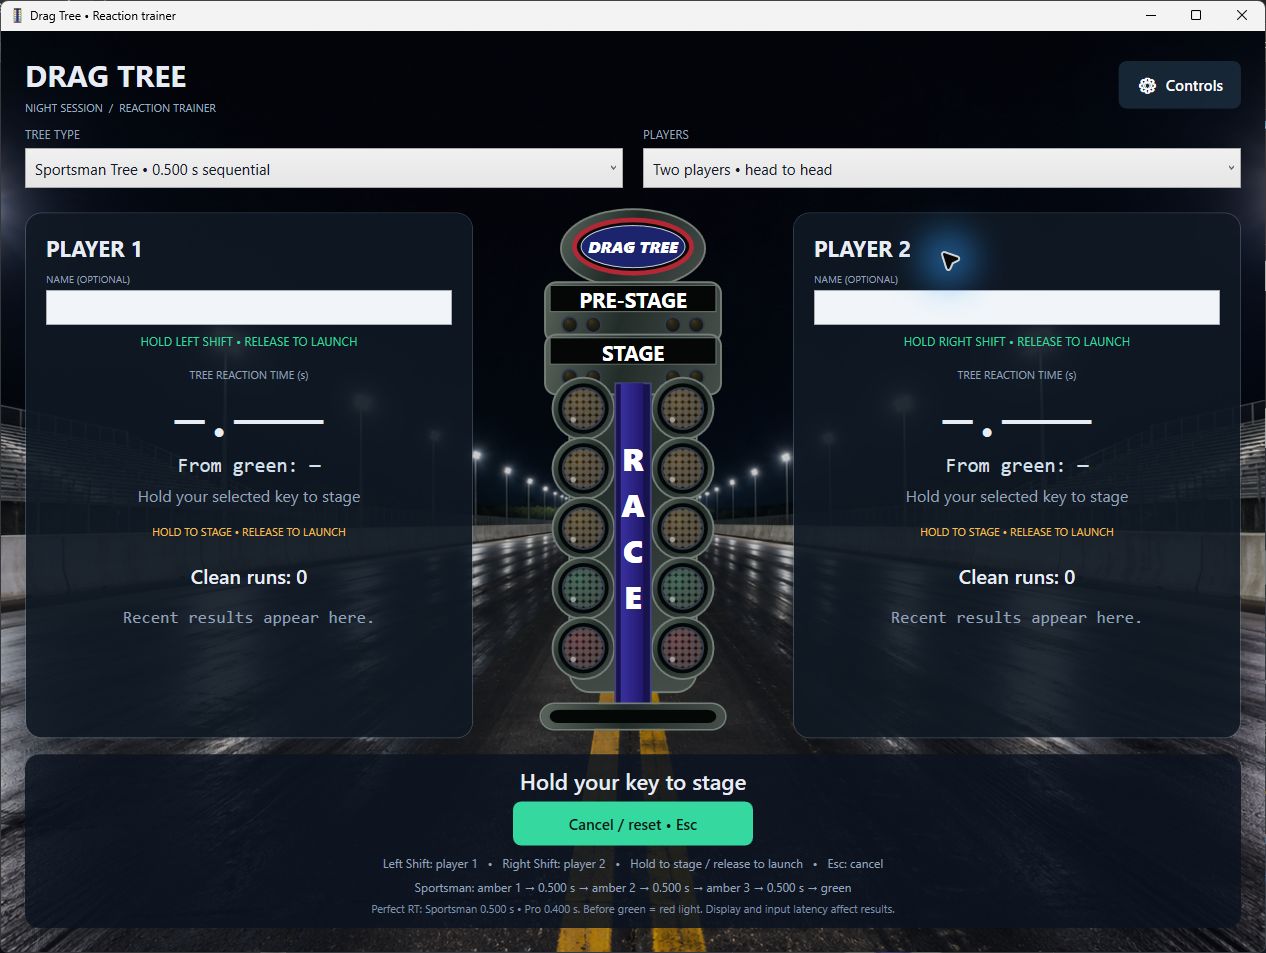 Drag Tree • Reaction trainer
DRAG TREE
NIGHT SESSION / REACTION TRAINER
Controls
TREE TYPE
PLAYERS
Sportsman Tree • 0.500 s sequential
Two players • head to head
PLAYER 1
NAME (OPTIONAL)
HOLD LEFT SHIFT • RELEASE TO LAUNCH
TREE REACTION TIME (s)
—.———
From green: —
Hold your selected key to stage
HOLD TO STAGE • RELEASE TO LAUNCH
Clean runs: 0
Recent results appear here.
DRAG TREE
PRE-STAGE
STAGE
RACE
PLAYER 2
NAME (OPTIONAL)
HOLD RIGHT SHIFT • RELEASE TO LAUNCH
TREE REACTION TIME (s)
—.———
From green: —
Hold your selected key to stage
HOLD TO STAGE • RELEASE TO LAUNCH
Clean runs: 0
Recent results appear here.
Hold your key to stage
Cancel / reset • Esc
Left Shift: player 1 • Right Shift: player 2 • Hold to stage / release to launch • Esc: cancel
Sportsman: amber 1 → 0.500 s → amber 2 → 0.500 s → amber 3 → 0.500 s → green
Perfect RT: Sportsman 0.500 s • Pro 0.400 s. Before green = red light. Display and input latency affect results.